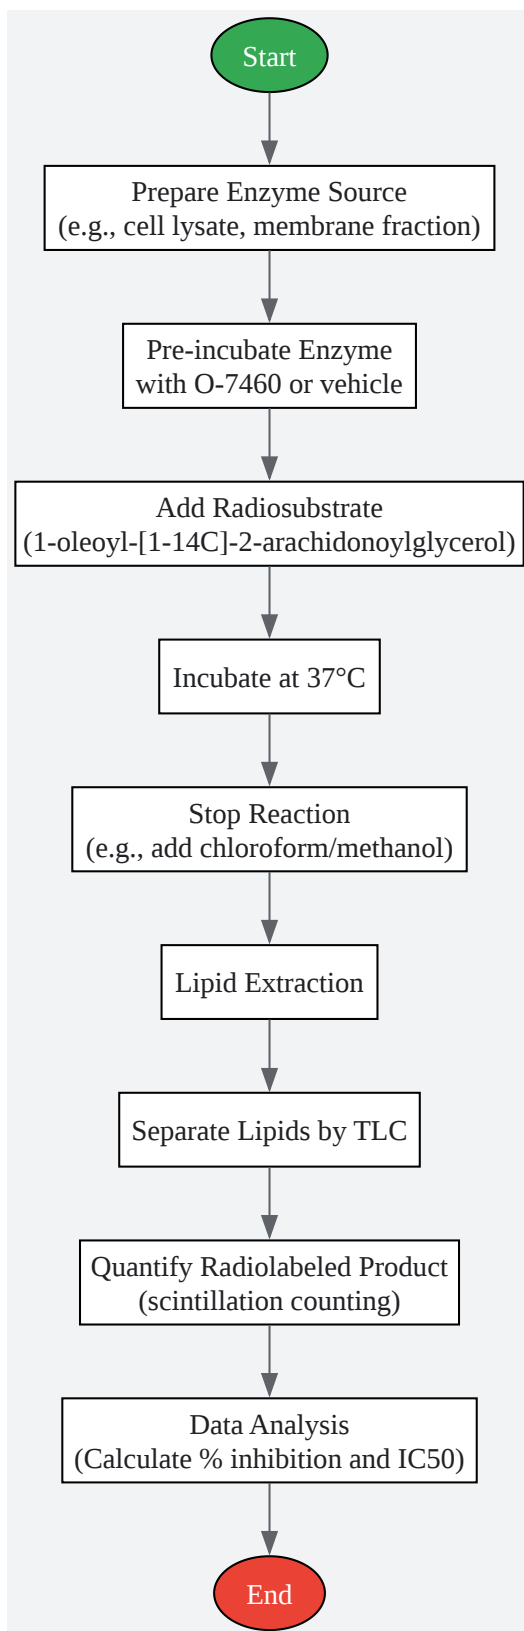 Start
Prepare Enzyme Source
(e.g., cell lysate, membrane fraction)
Pre-incubate Enzyme
with O-7460 or vehicle
Add Radiosubstrate
(1-oleoyl-[1-14C]-2-arachidonoylglycerol)
Incubate at 37°C
Stop Reaction
(e.g., add chloroform/methanol)
Lipid Extraction
Separate Lipids by TLC
Quantify Radiolabeled Product
(scintillation counting)
Data Analysis
(Calculate % inhibition and IC50)
End